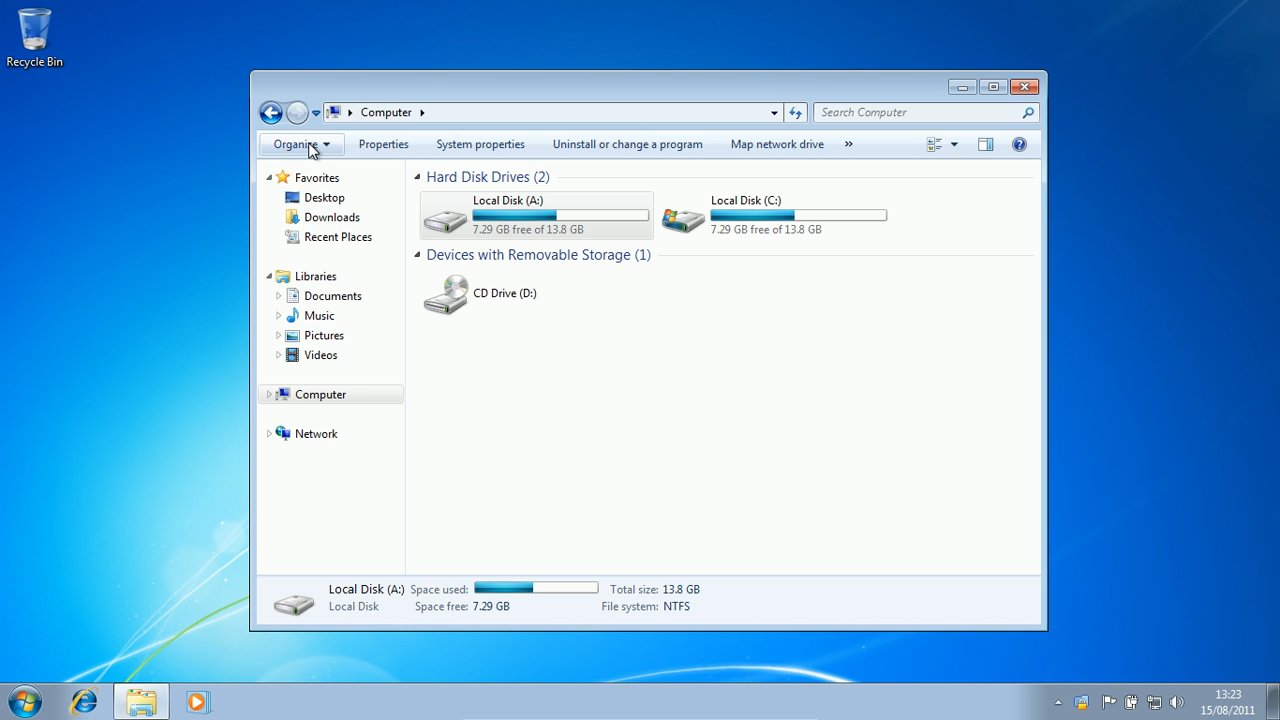 Recycle Bin
Computer
Search Computer
Organise Properties System properties Uninstall or change a program Map network drive »
Favorites
Desktop
Downloads
Recent Places
Libraries
Documents
Music
Pictures
Videos
Computer
Network
Hard Disk Drives (2)
Local Disk (A:)
7.29 GB free of 13.8 GB
Local Disk (C:)
7.29 GB free of 13.8 GB
Devices with Removable Storage (1)
CD Drive (D:)
Local Disk (A:) Space used: Total size: 13.8 GB
Local Disk Space free: 7.29 GB File system: NTFS
13:23
15/08/2011